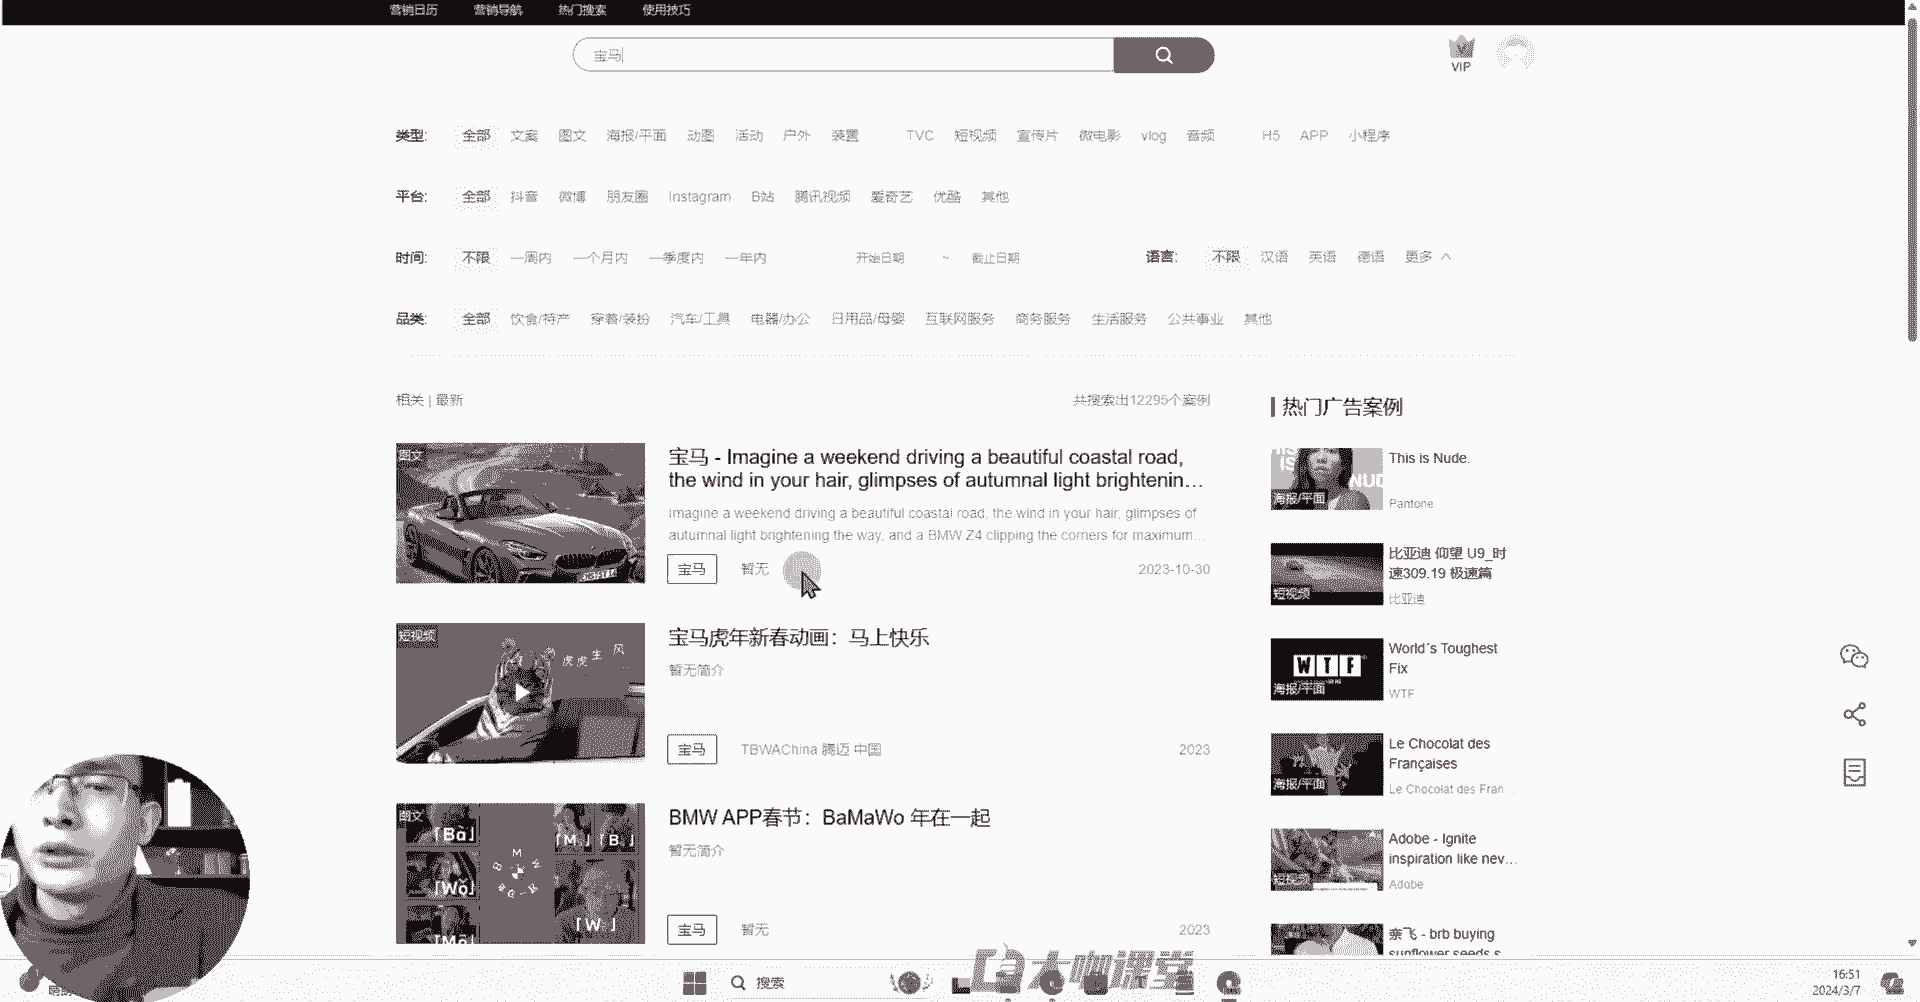 营销日历 营销导航 热门搜索 使用技巧
宝马
VIP
类型: 全部 文案 图文 海报/平面 动图 活动 户外 装置 TVC 短视频 宣传片 微电影 vlog 音频 H5 APP 小程序
平台: 全部 抖音 微博 朋友圈 Instagram B站 腾讯视频 爱奇艺 优酷 其他
时间: 不限 一周内 一个月内 一季度内 一年内 开始日期 ~ 截止日期 语言: 不限 汉语 英语 德语 更多
品类: 全部 饮食/特产 穿着/装扮 汽车/工具 电器/办公 日用品/母婴 互联网服务 商务服务 生活服务 公共事业 其他
相关 | 最新 共搜索出12295个案例
图文
宝马 - Imagine a weekend driving a beautiful coastal road,
the wind in your hair, glimpses of autumnal light brightenin...
Imagine a weekend driving a beautiful coastal road, the wind in your hair, glimpses of
autumnal light brightening the way, and a BMW Z4 clipping the corners for maximum...
宝马 暂无 2023-10-30
短视频
虎虎生风
宝马虎年新春动画：马上快乐
暂无简介
宝马 TBWAChina 腾迈 中国 2023
图文
「Bà」
「M.」「B.」
「Wǒ」
「W.」
BMW APP春节：BaMaWo 年在一起
暂无简介
宝马 暂无 2023
热门广告案例
海报/平面
This is Nude.
Pantone
短视频
比亚迪 仰望 U9_时
速309.19 极速篇
比亚迪
WTF
海报/平面
World´s Toughest
Fix
WTF
海报/平面
Le Chocolat des
Françaises
Le Chocolat des Fran
短视频
Adobe - Ignite
inspiration like nev...
Adobe
奈飞 - brb buying
sunflower seeds s
搜索
大咖课堂
16:51
2024/3/7